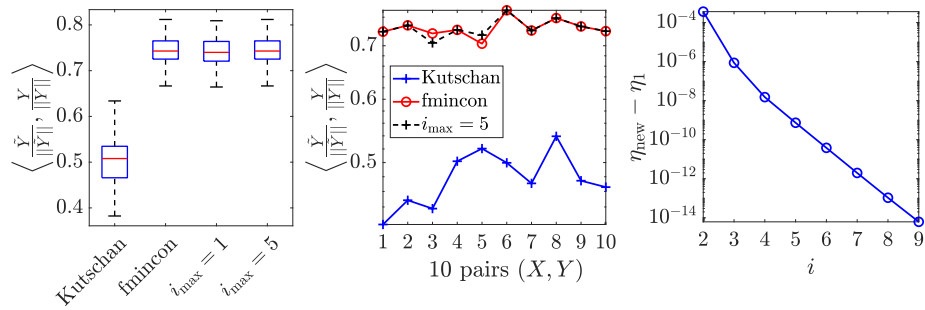 0.8
0.7
0.6
0.5
0.4
⟨ Ỹ/||Ỹ||, Y/||Y|| ⟩
Kutschan
fmincon
i_max = 1
i_max = 5
0.7
0.6
0.5
⟨ Ỹ/||Ỹ||, Y/||Y|| ⟩
Kutschan
fmincon
i_max = 5
1 2 3 4 5 6 7 8 9 10
10 pairs (X, Y)
10^-4
10^-6
10^-8
10^-10
10^-12
10^-14
η_new − η_1
2 3 4 5 6 7 8 9
i